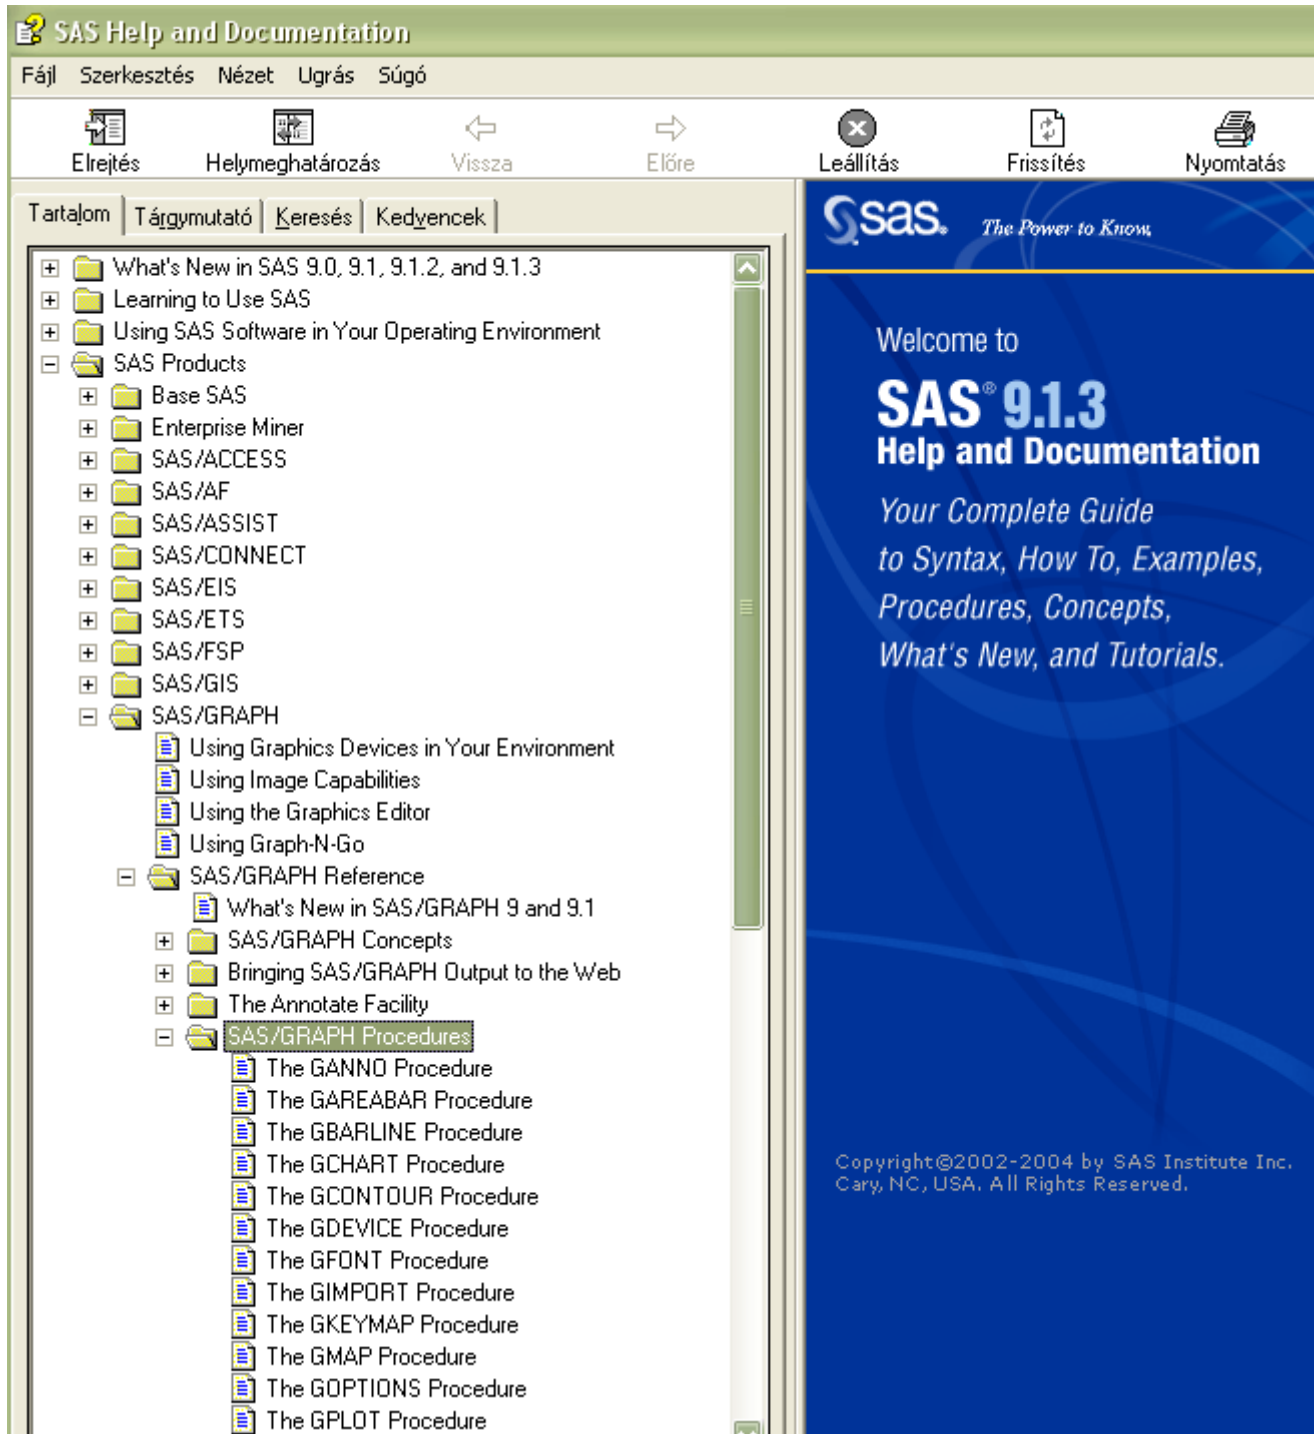 SAS Help and Documentation
Fájl Szerkesztés Nézet Ugrás Súgó
Elrejtés Helymeghatározás Vissza Előre Leállítás Frissítés Nyomtatás
Tartalom Tárgymutató Keresés Kedvencek
What's New in SAS 9.0, 9.1, 9.1.2, and 9.1.3
Learning to Use SAS
Using SAS Software in Your Operating Environment
SAS Products
Base SAS
Enterprise Miner
SAS/ACCESS
SAS/AF
SAS/ASSIST
SAS/CONNECT
SAS/EIS
SAS/ETS
SAS/FSP
SAS/GIS
SAS/GRAPH
Using Graphics Devices in Your Environment
Using Image Capabilities
Using the Graphics Editor
Using Graph-N-Go
SAS/GRAPH Reference
What's New in SAS/GRAPH 9 and 9.1
SAS/GRAPH Concepts
Bringing SAS/GRAPH Output to the Web
The Annotate Facility
SAS/GRAPH Procedures
The GANNO Procedure
The GAREABAR Procedure
The GBARLINE Procedure
The GCHART Procedure
The GCONTOUR Procedure
The GDEVICE Procedure
The GFONT Procedure
The GIMPORT Procedure
The GKEYMAP Procedure
The GMAP Procedure
The GOPTIONS Procedure
The GPLOT Procedure
sas. The Power to Know.
Welcome to
SAS® 9.1.3
Help and Documentation
Your Complete Guide
to Syntax, How To, Examples,
Procedures, Concepts,
What's New, and Tutorials.
Copyright©2002-2004 by SAS Institute Inc.
Cary, NC, USA. All Rights Reserved.